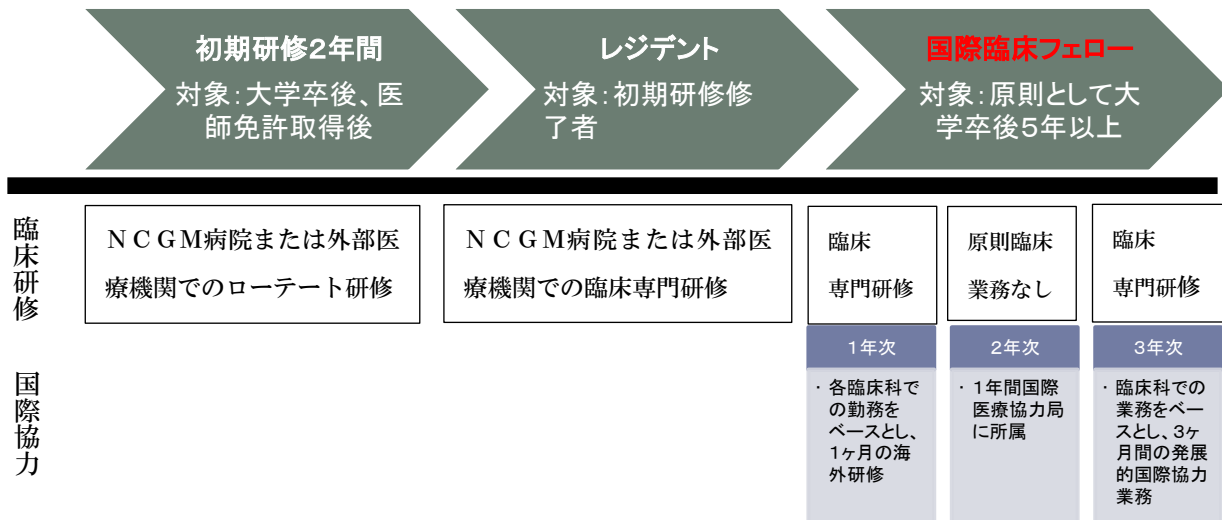 初期研修2年間
対象:大学卒後、医
師免許取得後
レジデント
対象:初期研修修
了者
国際臨床フェロー
対象:原則として大
学卒後5年以上
臨床研修
ＮＣＧＭ病院または外部医
療機関でのローテート研修
ＮＣＧＭ病院または外部医
療機関での臨床専門研修
臨床
専門研修
原則臨床
業務なし
臨床
専門研修
国際協力
1年次
・各臨床科で
の勤務を
ベースとし、
1ヶ月の海
外研修
2年次
・1年間国際
医療協力局
に所属
3年次
・臨床科での
業務をベー
スとし、3ヶ
月間の発展
的国際協力
業務